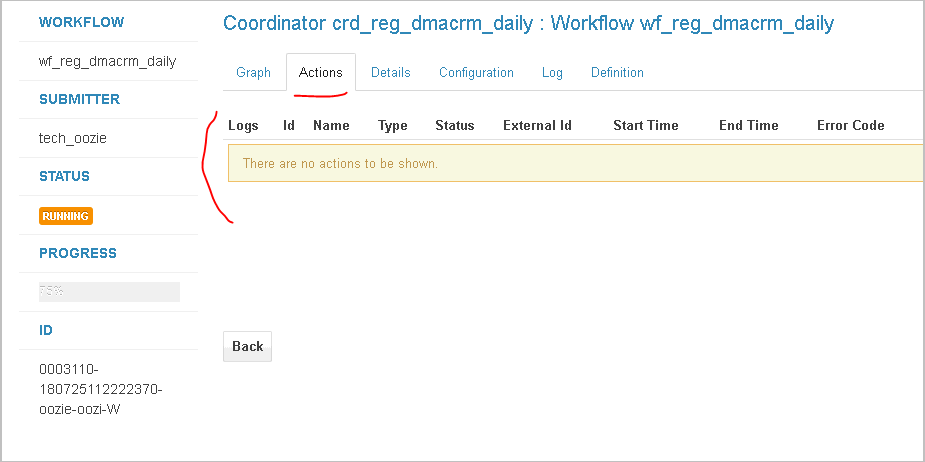 WORKFLOW
wf_reg_dmacrm_daily
SUBMITTER
tech_oozie
STATUS
RUNNING
PROGRESS
75%
ID
0003110-
180725112222370-
oozie-oozi-W
Coordinator crd_reg_dmacrm_daily : Workflow wf_reg_dmacrm_daily
Graph Actions Details Configuration Log Definition
Logs Id Name Type Status External Id Start Time End Time Error Code
There are no actions to be shown.
Back